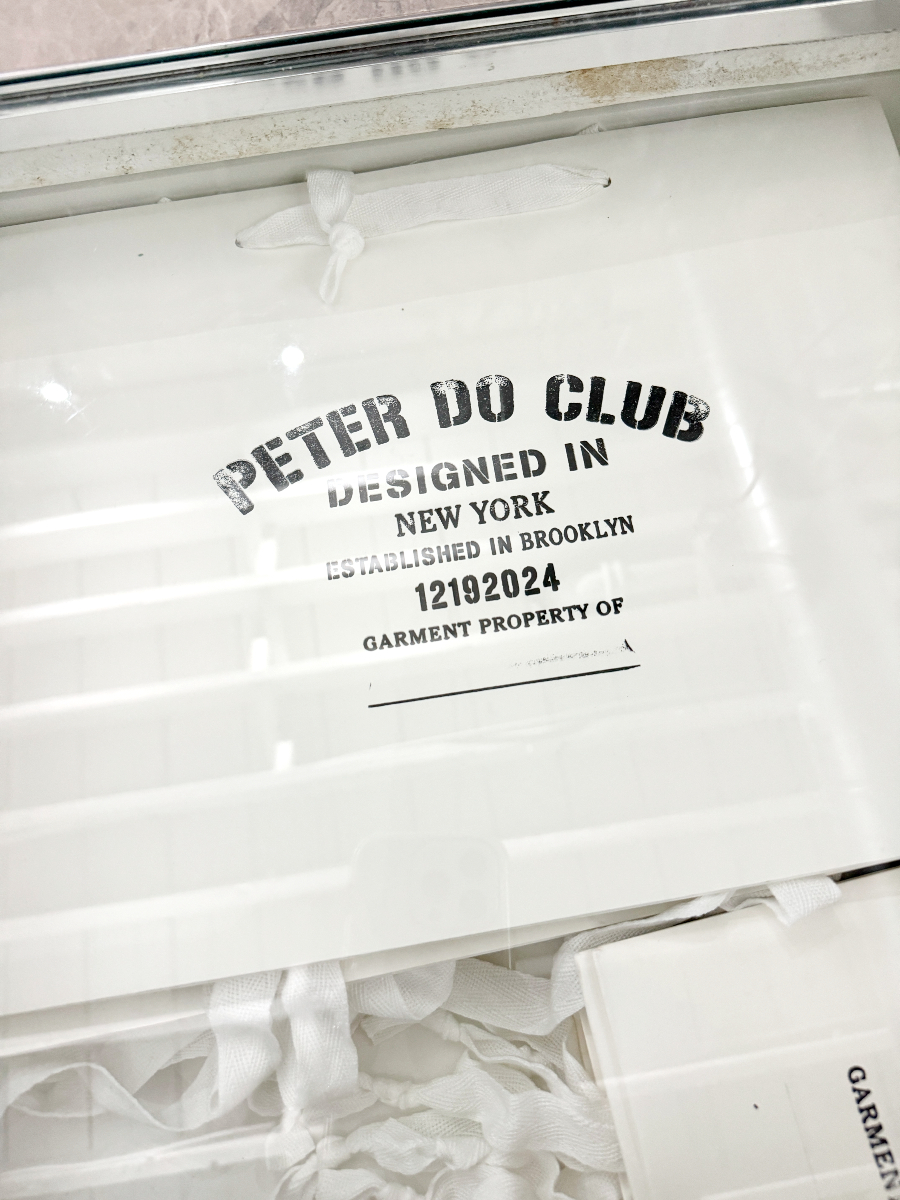 PETER DO CLUB
DESIGNED IN
NEW YORK
ESTABLISHED IN BROOKLYN
12192024
GARMENT PROPERTY OF